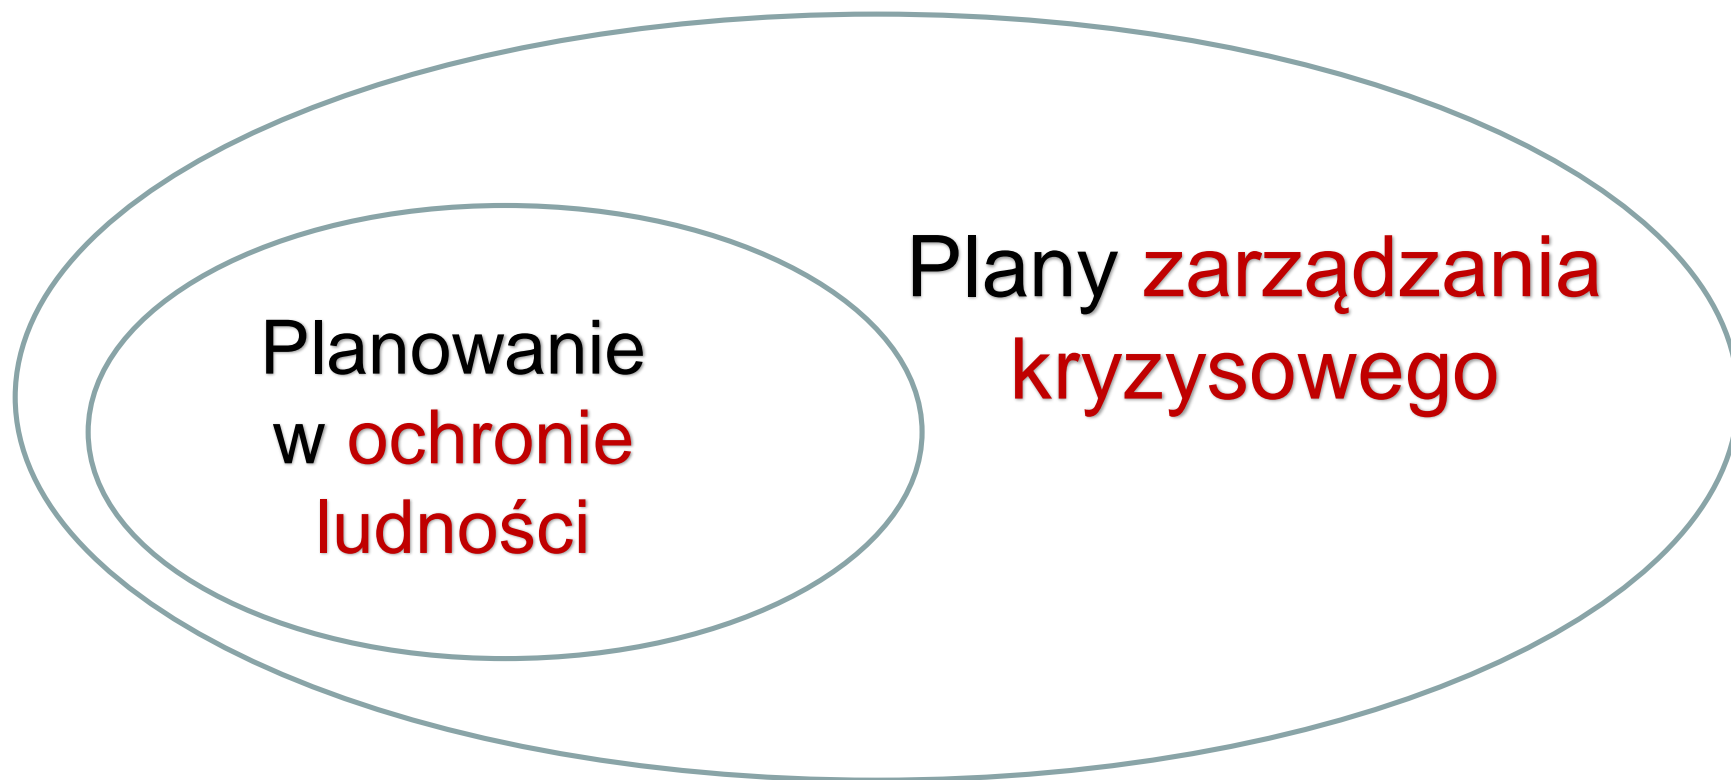 Planowanie
w ochronie
ludności
Plany zarządzania
kryzysowego